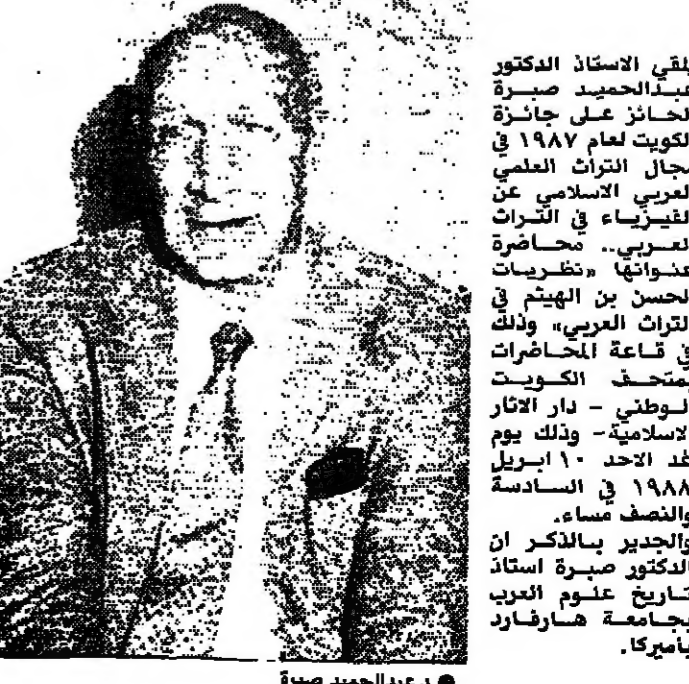 يلقي الاستاذ الدكتور
عبدالحميد صبرة
الحائز على جائزة
الكويت لعام ١٩٨٧ في
مجال التراث العلمي
العربي الاسلامي عن
الفيزياء في التراث
العربي.. محاضرة
عنوانها «نظريات
الحسن بن الهيثم في
التراث العربي» وذلك
في قاعة المحاضرات
بمتحف الكويت
الوطني - دار الاثار
الاسلامية - وذلك يوم
غد الاحد ١٠ ابريل
١٩٨٨ في السادسة
والنصف مساء.
والجدير بالذكر ان
الدكتور صبرة استاذ
تاريخ علوم العرب
بجامعة هارفارد
بأميركا.
● د. عبدالحميد صبرة